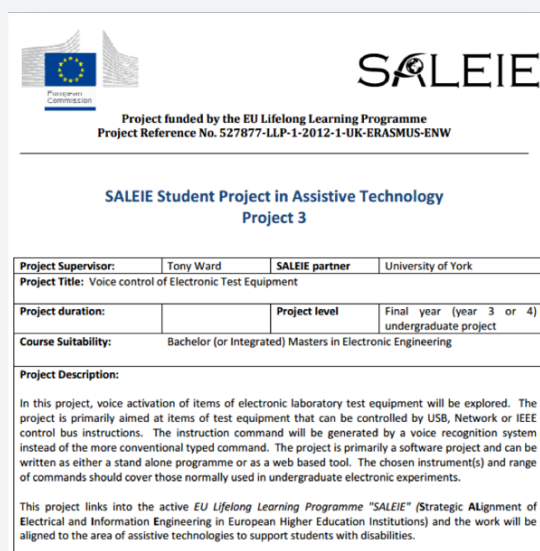 European
Commission
SALEIE
Project funded by the EU Lifelong Learning Programme
Project Reference No. 527877-LLP-1-2012-1-UK-ERASMUS-ENW
SALEIE Student Project in Assistive Technology
Project 3
Project Supervisor: Tony Ward SALEIE partner University of York
Project Title: Voice control of Electronic Test Equipment
Project duration: Project level Final year (year 3 or 4)
undergraduate project
Course Suitability: Bachelor (or Integrated) Masters in Electronic Engineering
Project Description:
In this project, voice activation of items of electronic laboratory test equipment will be explored. The
project is primarily aimed at items of test equipment that can be controlled by USB, Network or IEEE
control bus instructions. The instruction command will be generated by a voice recognition system
instead of the more conventional typed command. The project is primarily a software project and can be
written as either a stand alone programme or as a web based tool. The chosen instrument(s) and range
of commands should cover those normally used in undergraduate electronic experiments.
This project links into the active EU Lifelong Learning Programme "SALEIE" (Strategic ALignment of
Electrical and Information Engineering in European Higher Education Institutions) and the work will be
aligned to the area of assistive technologies to support students with disabilities.